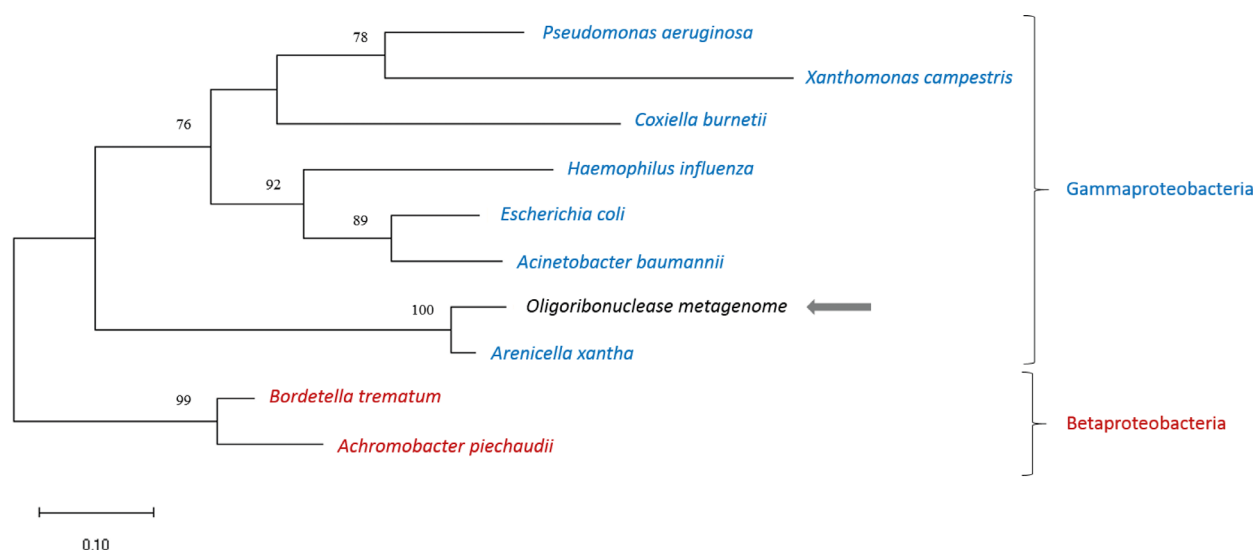 78
Pseudomonas aeruginosa
Xanthomonas campestris
76
Coxiella burnetii
Haemophilus influenza
92
Escherichia coli
89
Acinetobacter baumannii
Gammaproteobacteria
Oligoribonuclease metagenome
100
Arenicella xantha
Bordetella trematum
99
Achromobacter piechaudii
Betaproteobacteria
0.10